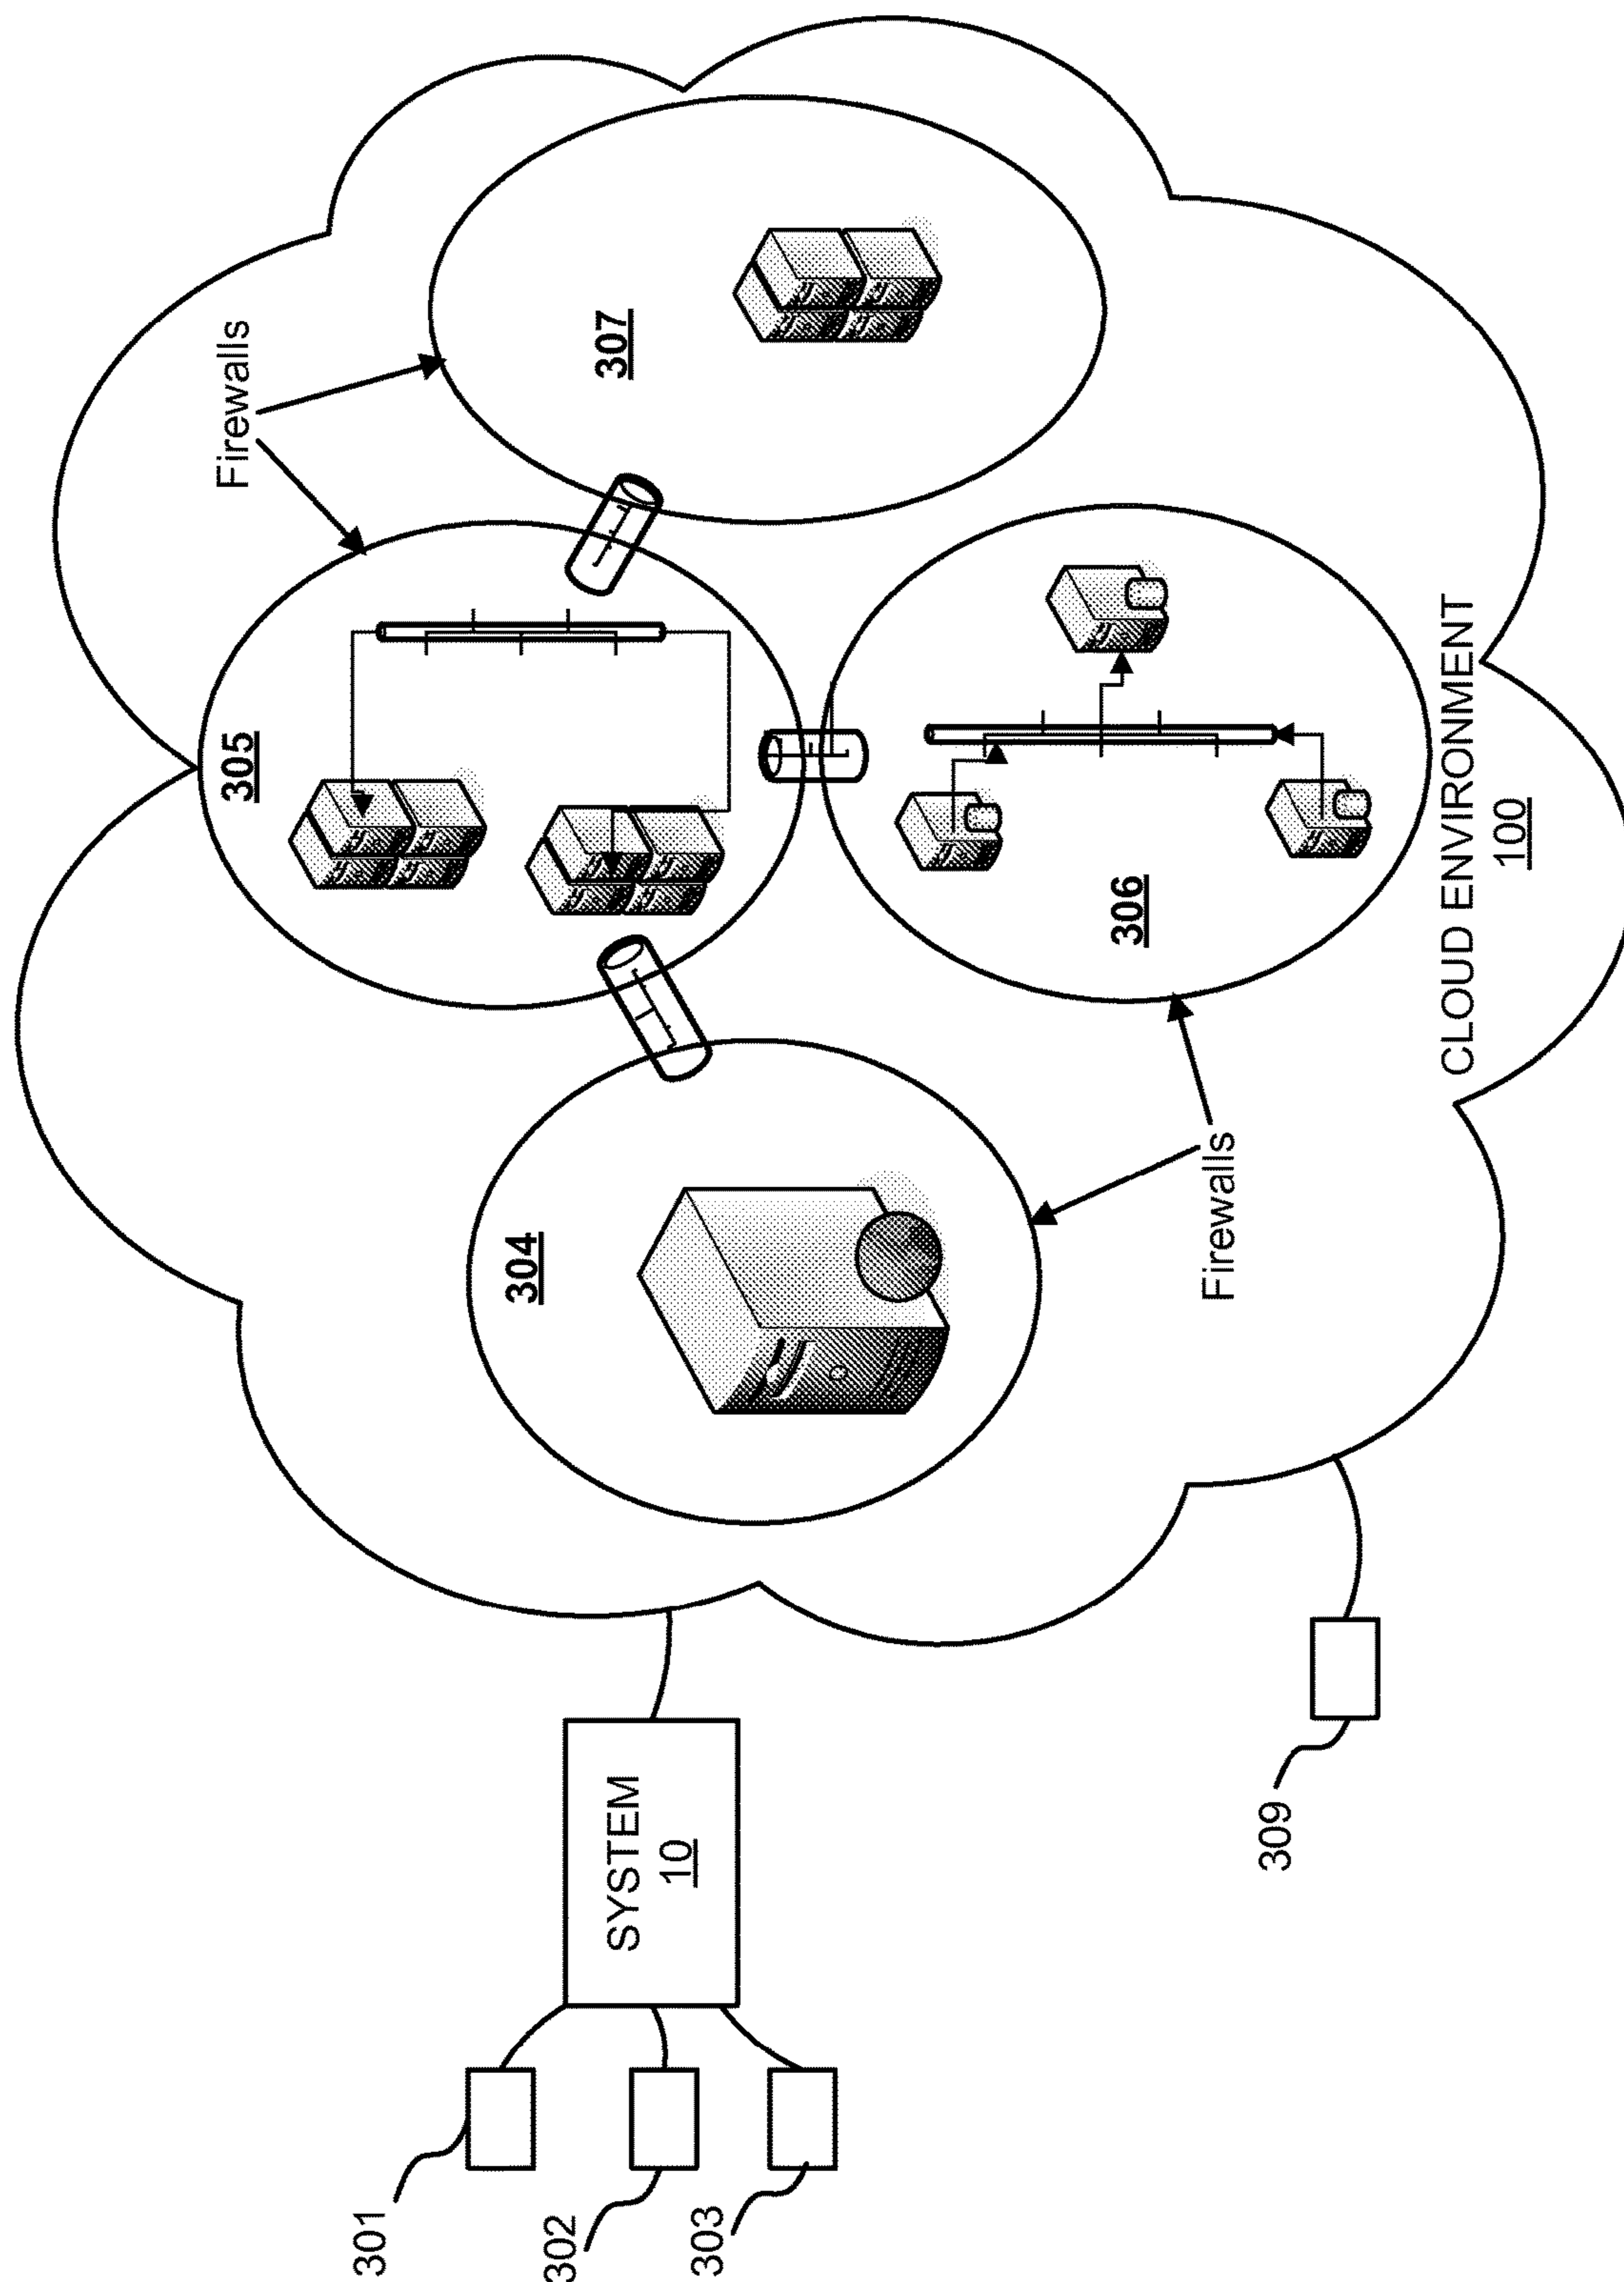 301
302
303
SYSTEM
10
309
304
305
306
307
Firewalls
Firewalls
CLOUD ENVIRONMENT
100